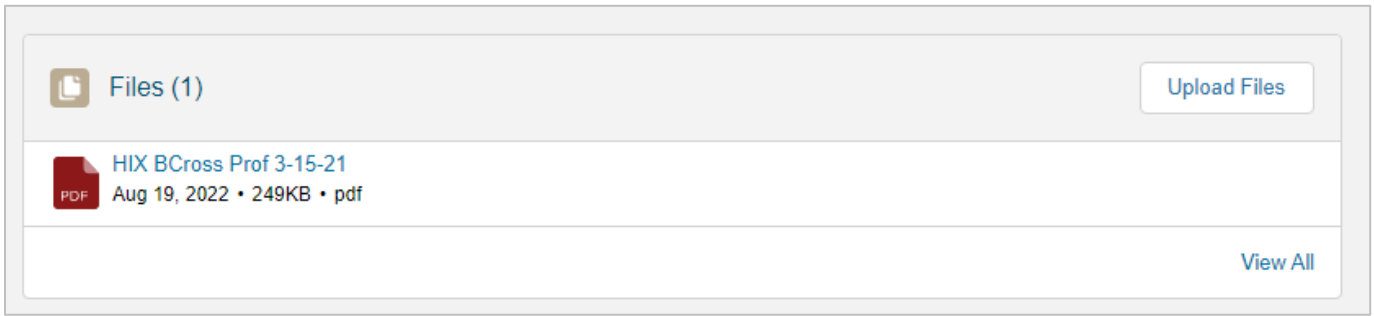 Files (1)
Upload Files
HIX BCross Prof 3-15-21
PDF
Aug 19, 2022 • 249KB • pdf
View All